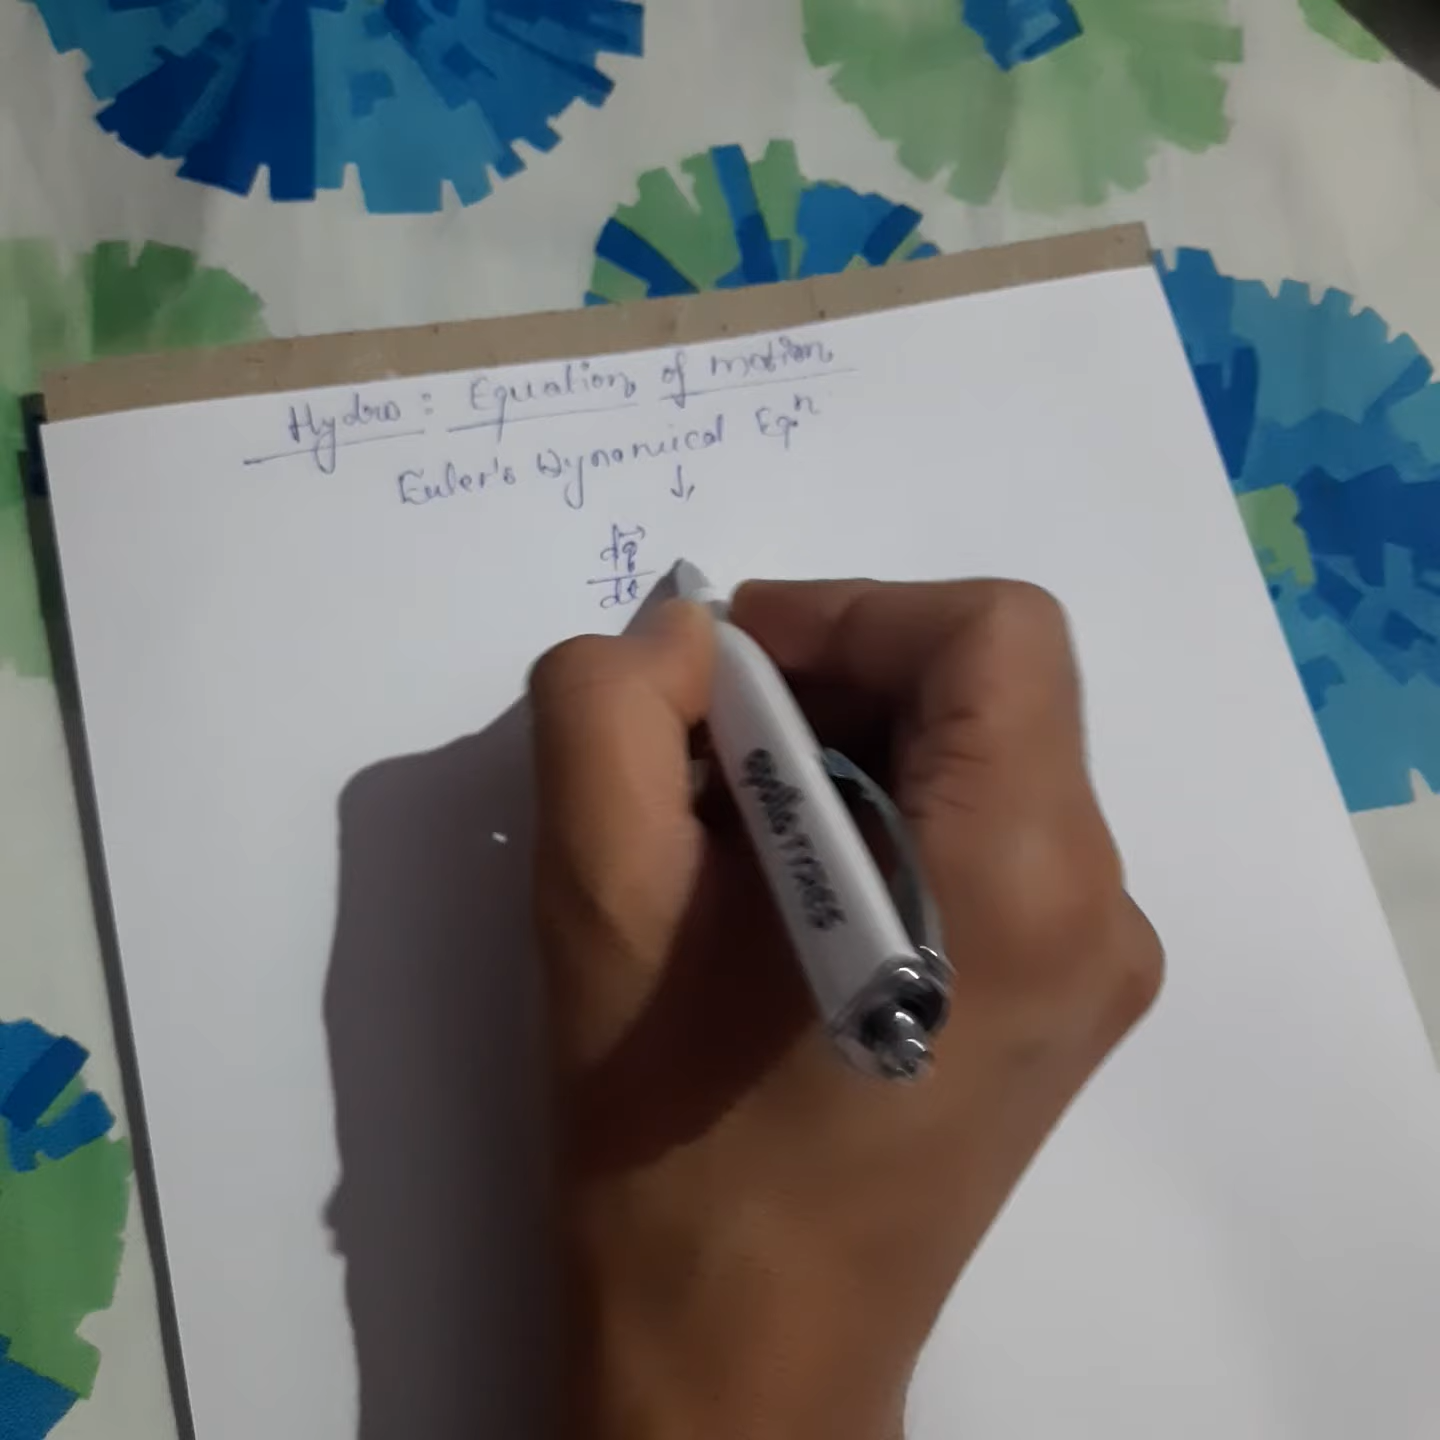 Hydro: Equation of motion
Euler's Dynamical Eqⁿ
↓
dq⃗/dt